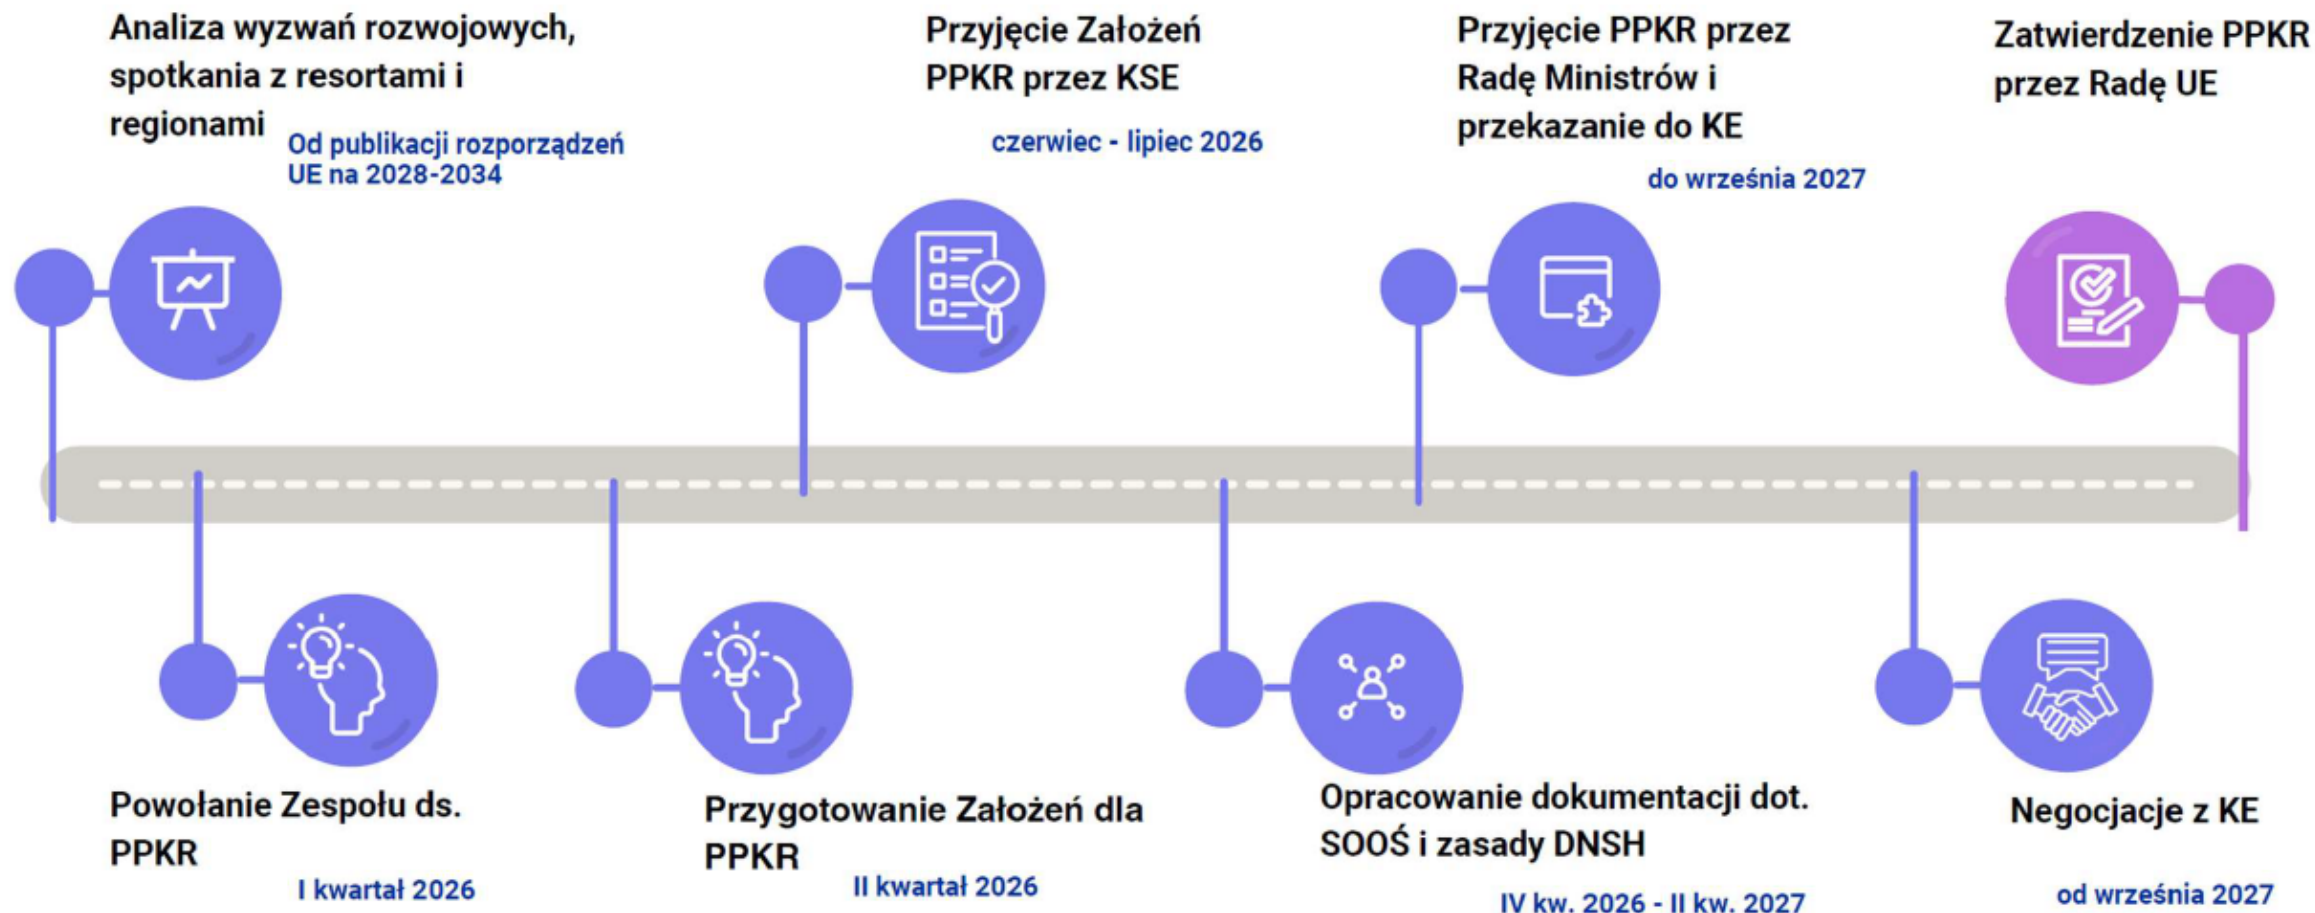 Analiza wyzwań rozwojowych,
spotkania z resortami i
regionami
Od publikacji rozporządzeń
UE na 2028-2034
Przyjęcie Założeń
PPKR przez KSE
czerwiec - lipiec 2026
Przyjęcie PPKR przez
Radę Ministrów i
przekazanie do KE
do września 2027
Zatwierdzenie PPKR
przez Radę UE
Powołanie Zespołu ds.
PPKR
I kwartał 2026
Przygotowanie Założeń dla
PPKR
II kwartał 2026
Opracowanie dokumentacji dot.
SOOŚ i zasady DNSH
IV kw. 2026 - II kw. 2027
Negocjacje z KE
od września 2027